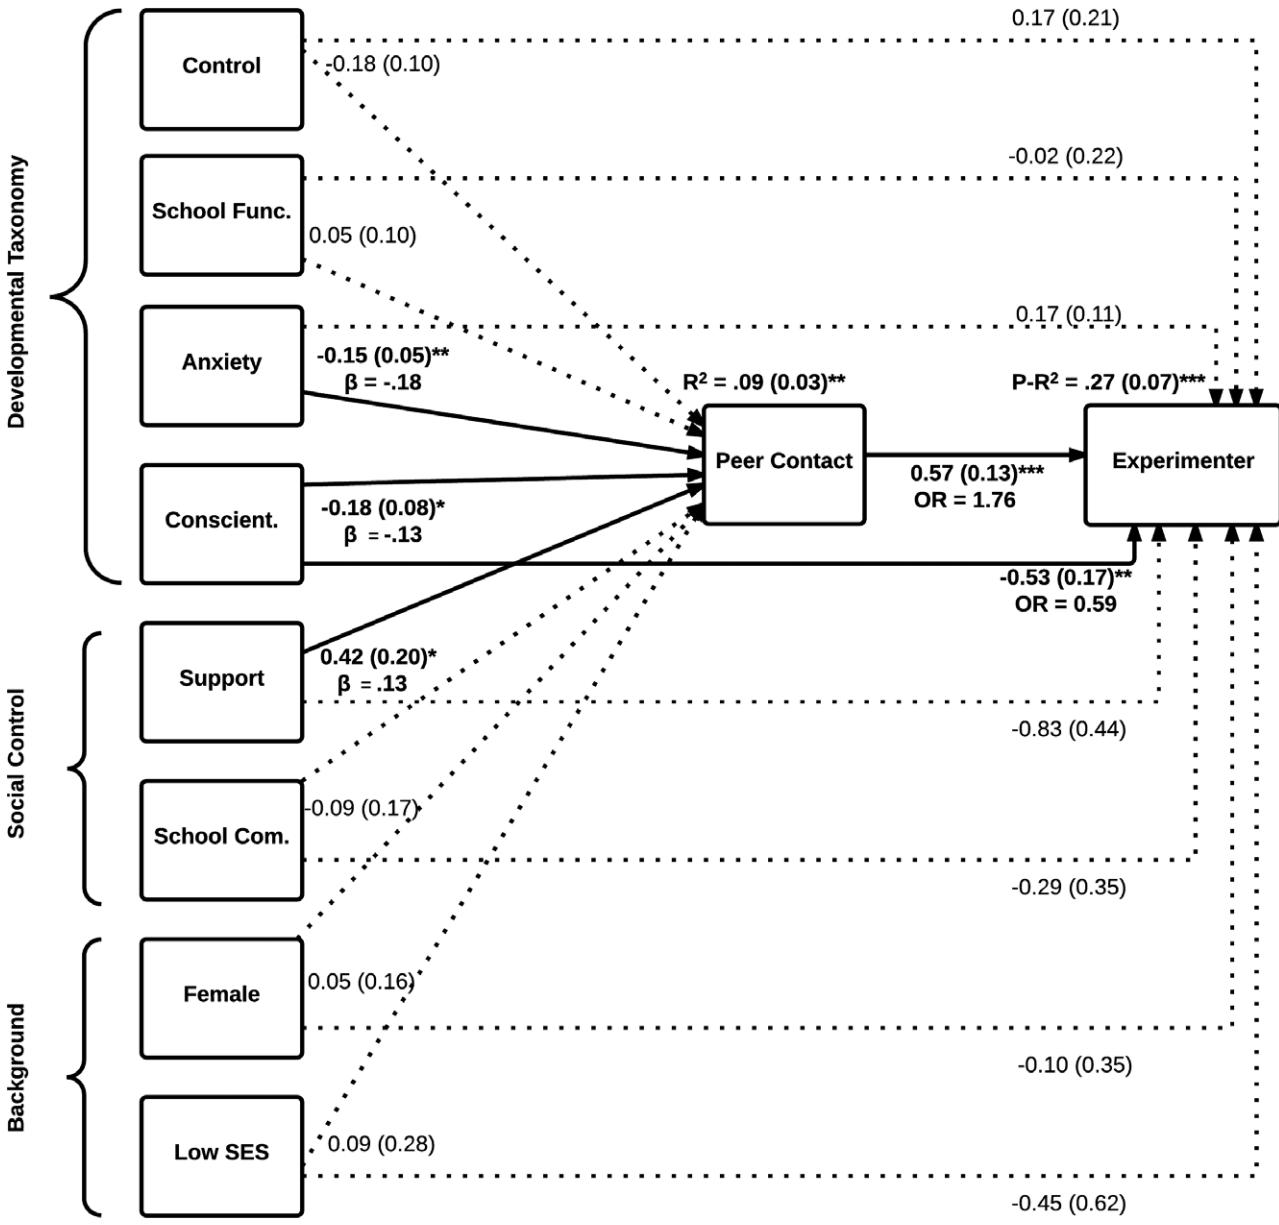 0.17 (0.21)
Control
-0.18 (0.10)
-0.02 (0.22)
Developmental Taxonomy
School Func.
0.05 (0.10)
0.17 (0.11)
Anxiety
-0.15 (0.05)**
β = -.18
R² = .09 (0.03)**
P-R² = .27 (0.07)***
Peer Contact
Experimenter
0.57 (0.13)***
OR = 1.76
Conscient.
-0.18 (0.08)*
β = -.13
-0.53 (0.17)**
OR = 0.59
Support
0.42 (0.20)*
β = .13
-0.83 (0.44)
Social Control
School Com.
-0.09 (0.17)
-0.29 (0.35)
Female
0.05 (0.16)
-0.10 (0.35)
Background
Low SES
0.09 (0.28)
-0.45 (0.62)